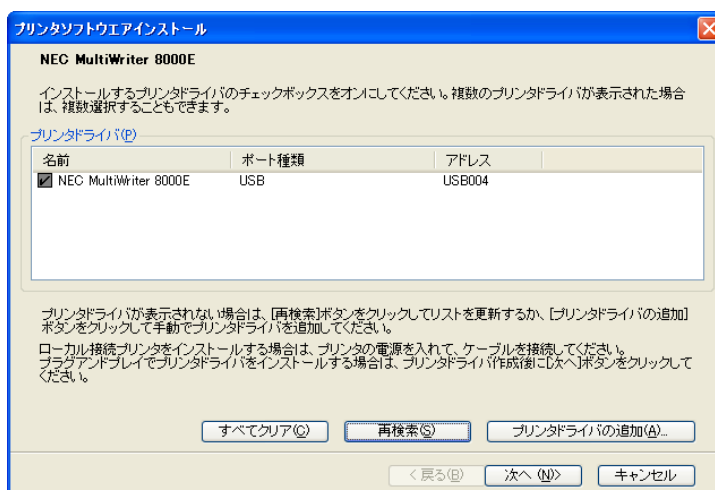 プリンタソフトウエアインストール
NEC MultiWriter 8000E
インストールするプリンタドライバのチェックボックスをオンにしてください。複数のプリンタドライバが表示された場合
は、複数選択することもできます。
プリンタドライバ(P)
名前 ポート種類 アドレス
NEC MultiWriter 8000E USB USB004
プリンタドライバが表示されない場合は、[再検索]ボタンをクリックしてリストを更新するか、[プリンタドライバの追加]
ボタンをクリックして手動でプリンタドライバを追加してください。
ローカル接続プリンタをインストールする場合は、プリンタの電源を入れて、ケーブルを接続してください。
プラグアンドプレイでプリンタドライバをインストールする場合は、プリンタドライバ作成後に[次へ]ボタンをクリックして
ください。
すべてクリア(C) 再検索(S) プリンタドライバの追加(A)...
< 戻る(B) 次へ (N)> キャンセル